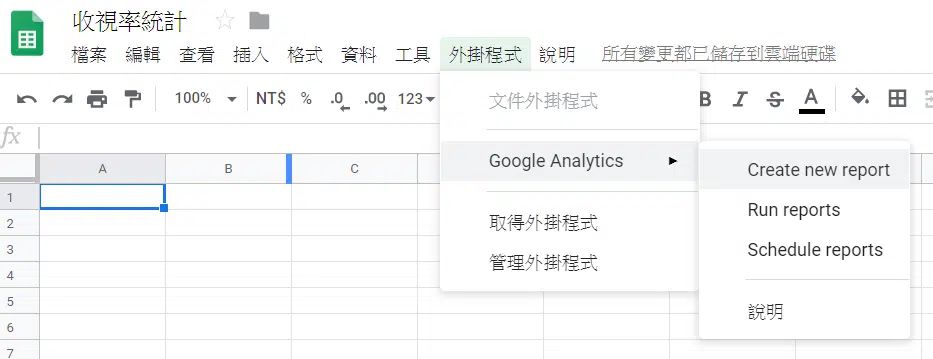 收視率統計
檔案 編輯 查看 插入 格式 資料 工具 外掛程式 說明 所有變更都已儲存到雲端硬碟
100% NT$ % .0 .00 123 B I S A
fx
文件外掛程式
A B C
Google Analytics
Create new report
1
Run reports
2
取得外掛程式
3
Schedule reports
管理外掛程式
4
5
說明
6
7